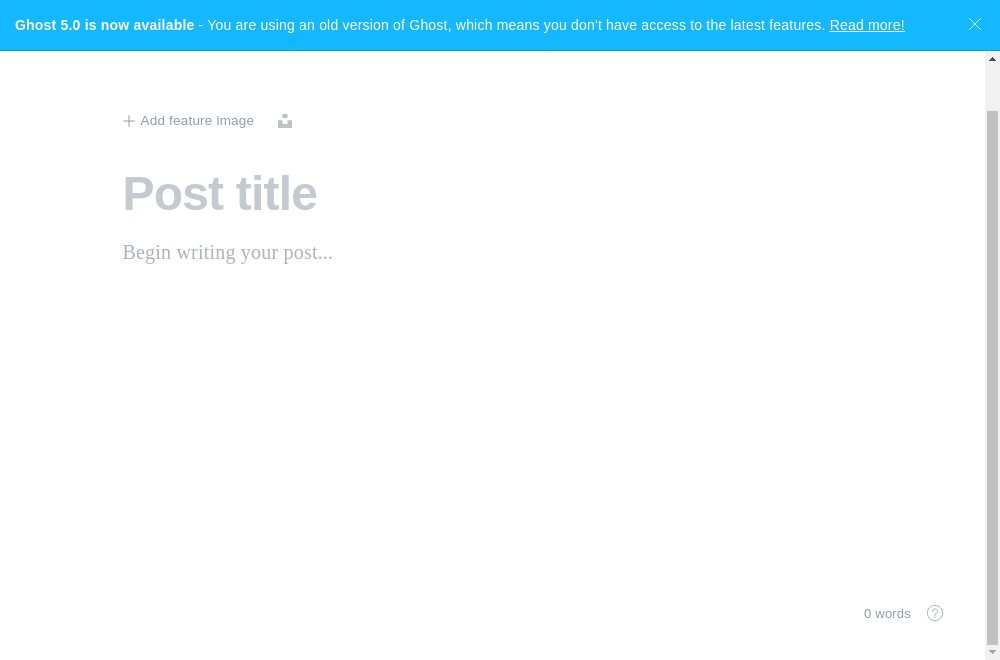 Ghost 5.0 is now available - You are using an old version of Ghost, which means you don't have access to the latest features. Read more!
Add feature image
Post title
Begin writing your post...
0 words
?